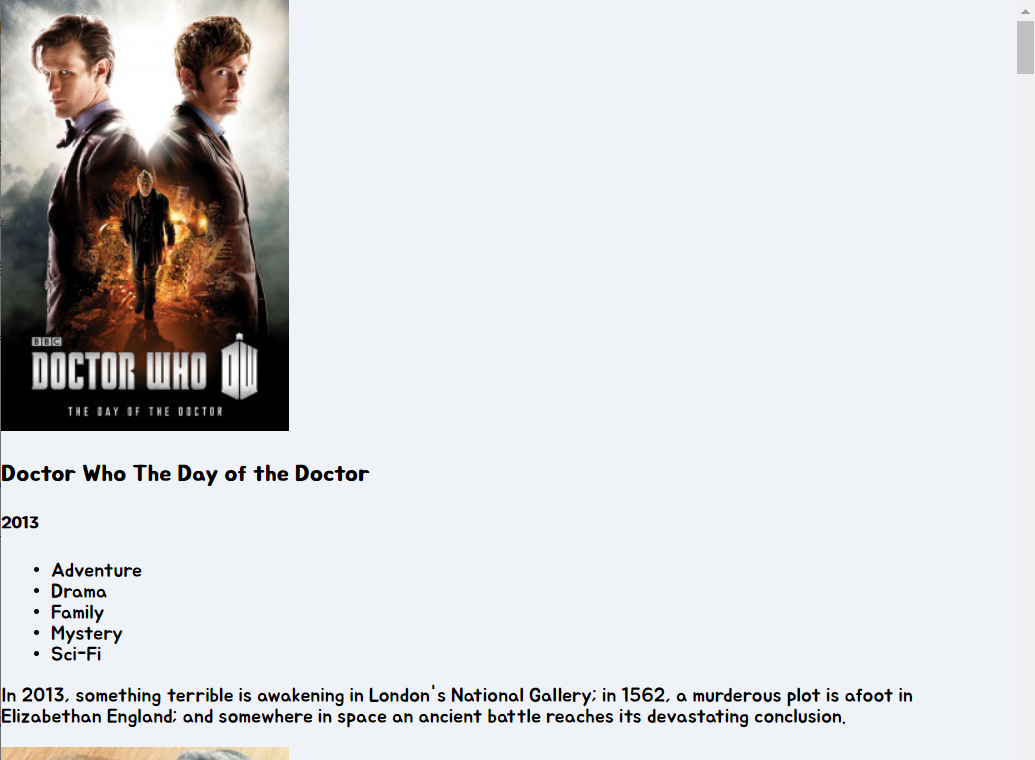 BBC
DOCTOR WHO DW
THE DAY OF THE DOCTOR
Doctor Who The Day of the Doctor
2013
• Adventure
• Drama
• Family
• Mystery
• Sci-Fi
In 2013, something terrible is awakening in London's National Gallery; in 1562, a murderous plot is afoot in
Elizabethan England; and somewhere in space an ancient battle reaches its devastating conclusion.